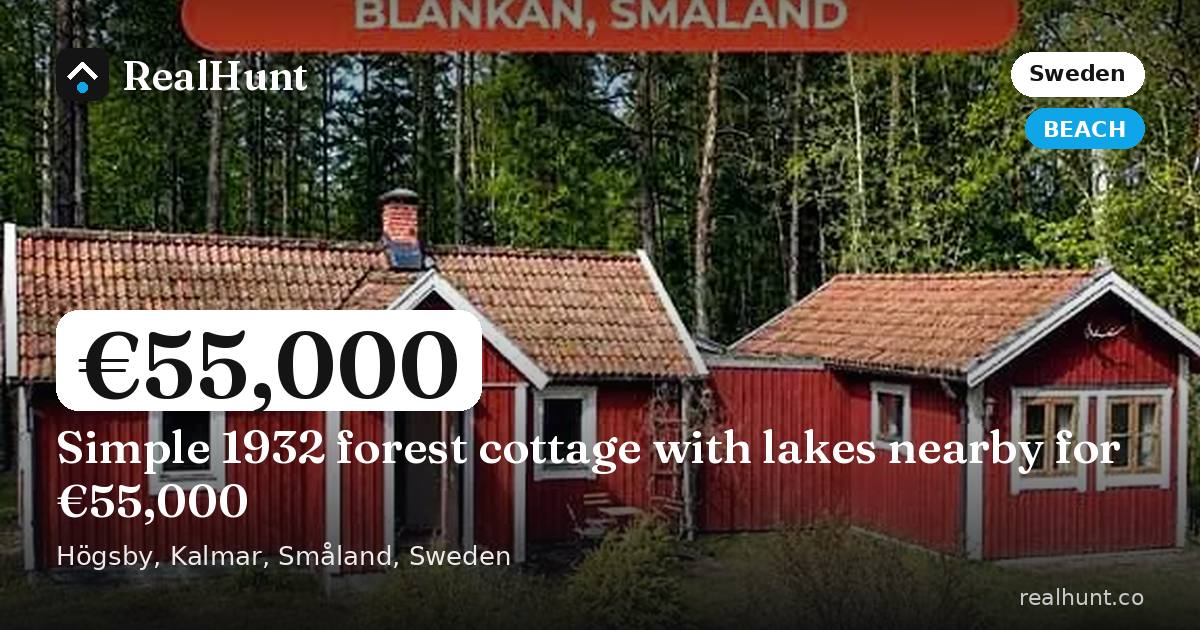 BLANKAN, SMÅLAND
RealHunt
Sweden
BEACH
€55,000
Simple 1932 forest cottage with lakes nearby for
€55,000
Högsby, Kalmar, Småland, Sweden
realhunt.co